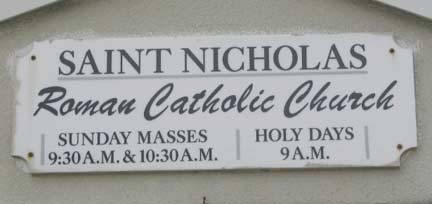 SAINT NICHOLAS
Roman Catholic Church
SUNDAY MASSES
9:30 A.M. & 10:30 A.M.
HOLY DAYS
9 A.M.